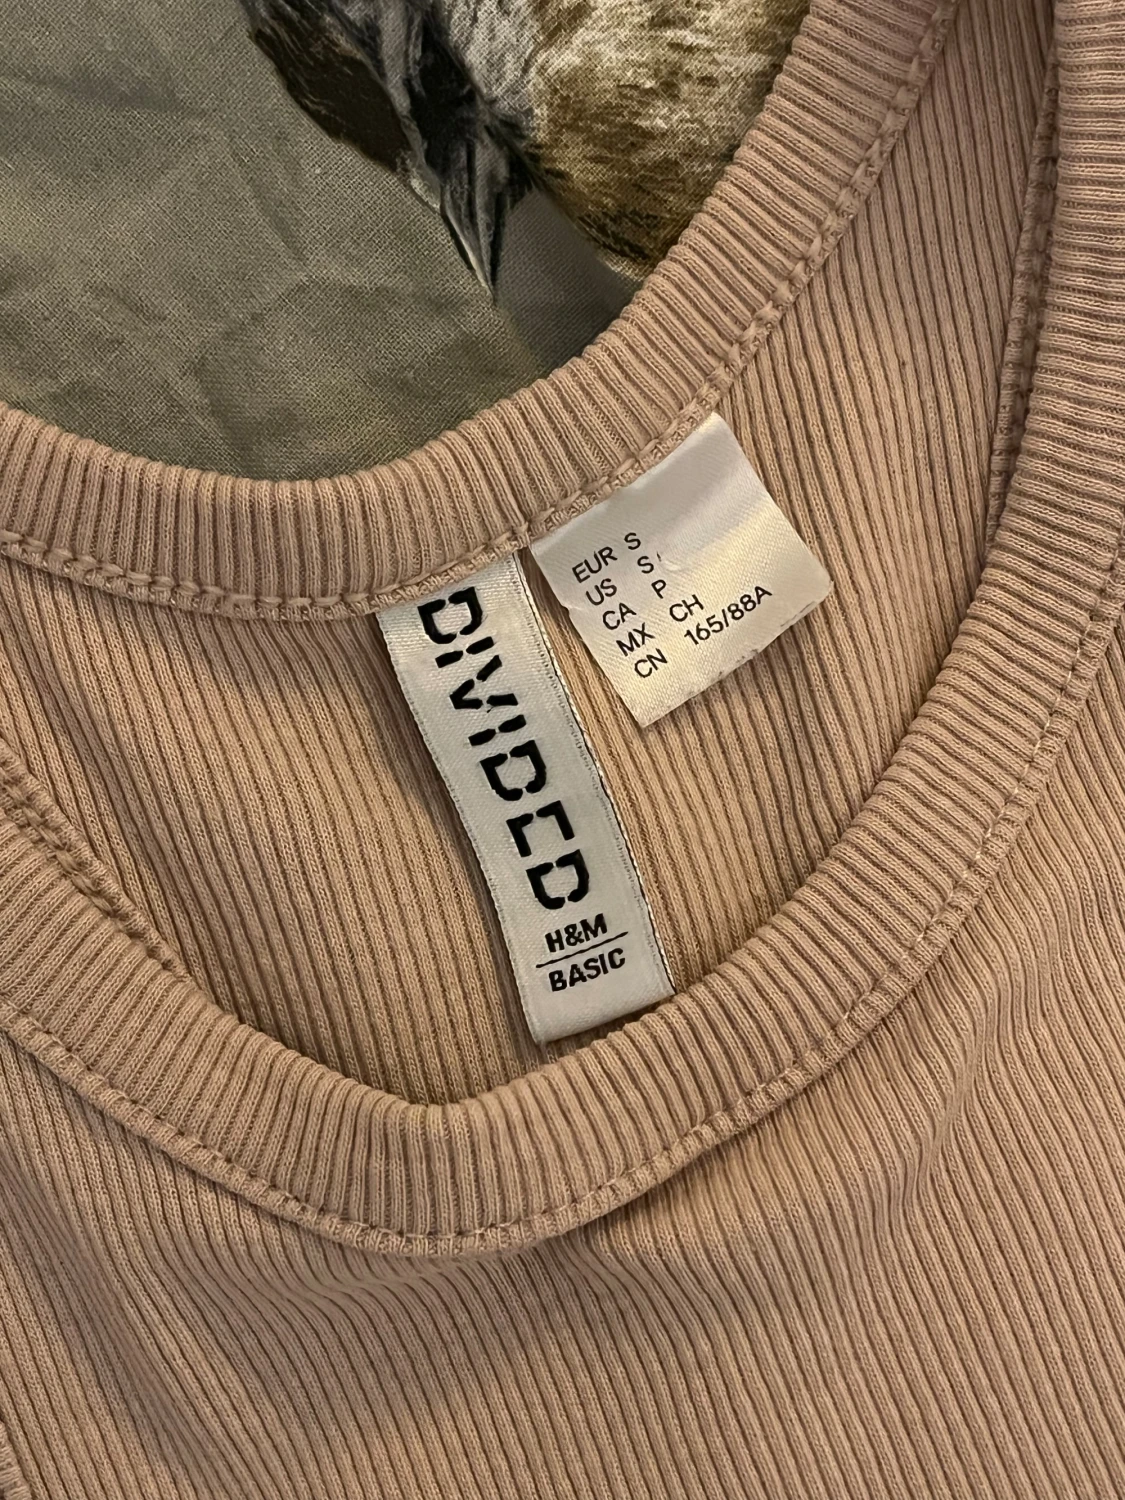 DIVIDED
H&M
BASIC
EUR S
US S
CA P
MX CH
CN 165/88A